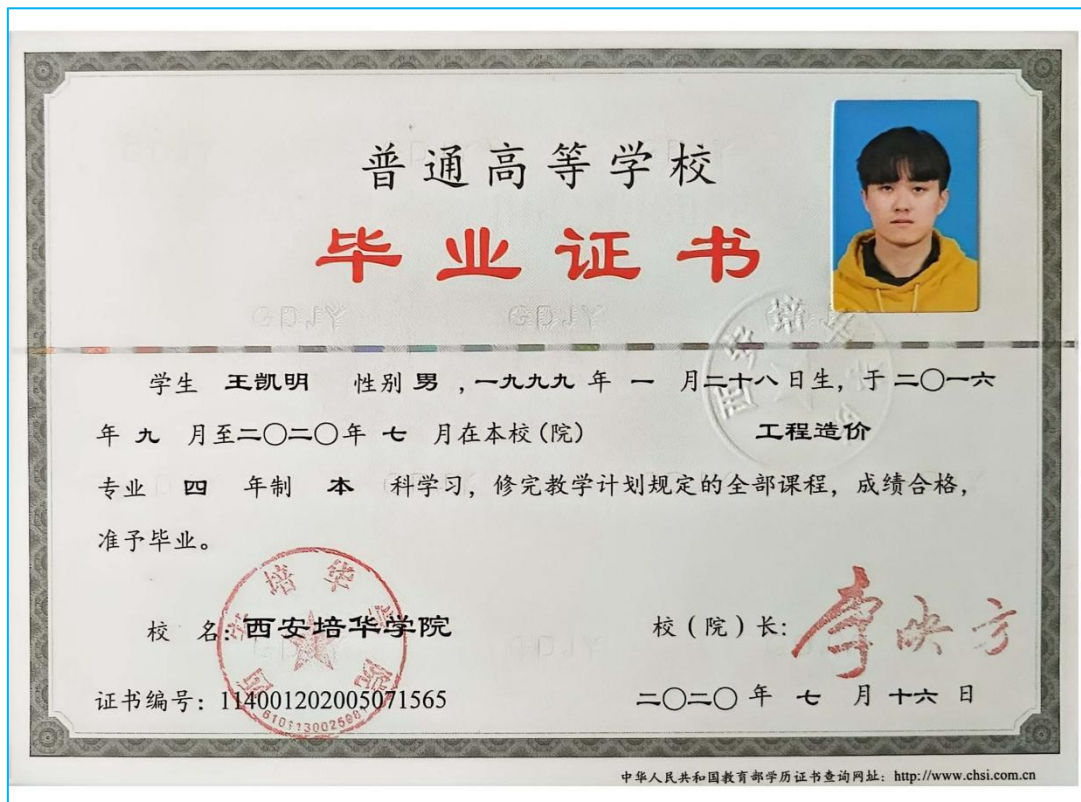 普通高等学校
毕业证书
学生 王凯明 性别 男 ,一九九九 年 一 月二十八日生,于 二〇一六
年 九 月至二〇二〇年 七 月在本校(院) 工程造价
专业 四 年制 本 科学习,修完教学计划规定的全部课程,成绩合格,
准予毕业。
校 名: 西安培华学院
校(院)长:
证书编号:114001202005071565
二〇二〇 年 七 月 十六 日
中华人民共和国教育部学历证书查询网址:http://www.chsi.com.cn